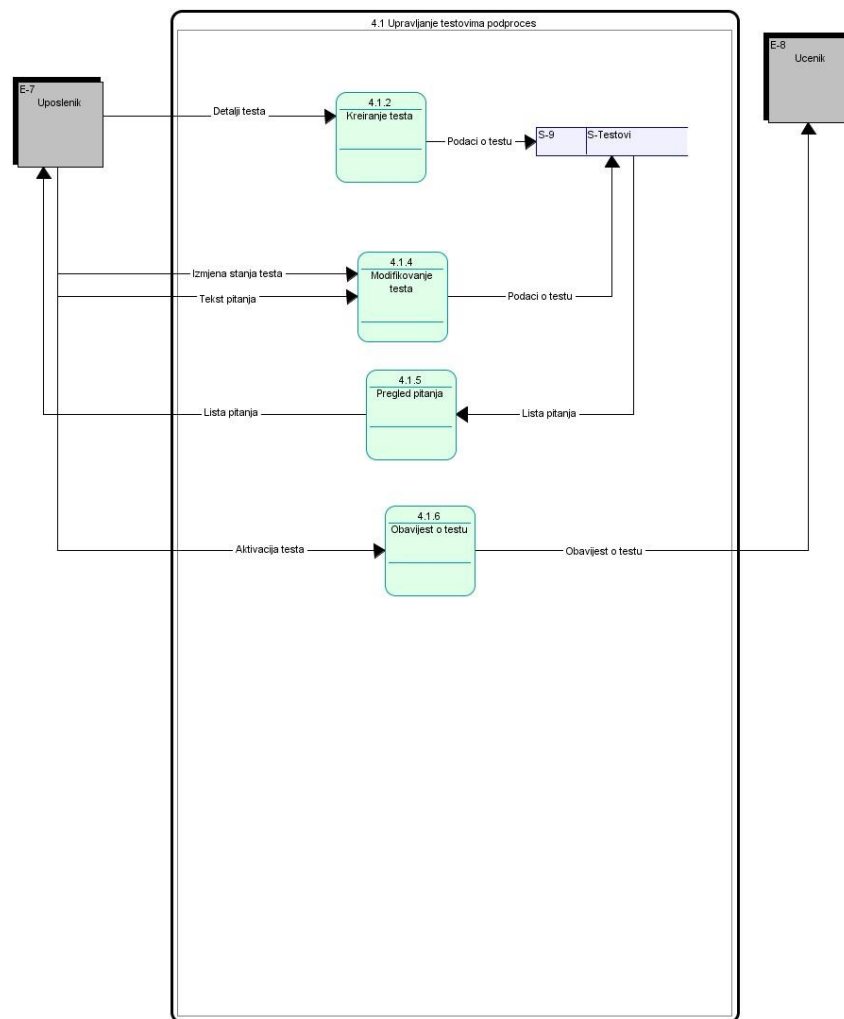 4.1 Upravljanje testovima podproces
E-7
Uposlenik
E-8
Ucenik
Detalji testa
4.1.2
Kreiranje testa
Podaci o testu
S-9
S-Testovi
Izmjena stanja testa
Tekst pitanja
4.1.4
Modifikovanje
testa
Podaci o testu
Lista pitanja
4.1.5
Pregled pitanja
Lista pitanja
Aktivacija testa
4.1.6
Obavijest o testu
Obavijest o testu